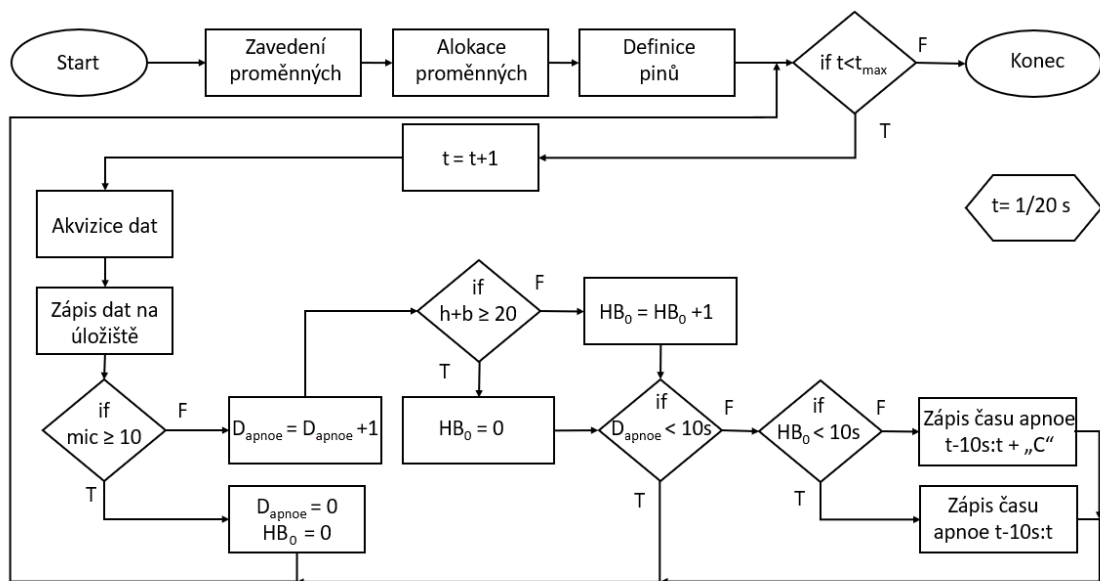 Start
Zavedení
proměnných
Alokace
proměnných
Definice
pinů
if t<tmax
F
Konec
T
t = t+1
t= 1/20 s
Akvizice dat
Zápis dat na
úložiště
if
h+b ≥ 20
F
HB0 = HB0 +1
T
if
mic ≥ 10
F
Dapnoe = Dapnoe +1
HB0 = 0
if
Dapnoe < 10s
F
if
HB0 < 10s
F
Zápis času apnoe
t-10s:t + „C“
T
Dapnoe = 0
HB0 = 0
T
T
Zápis času
apnoe t-10s:t